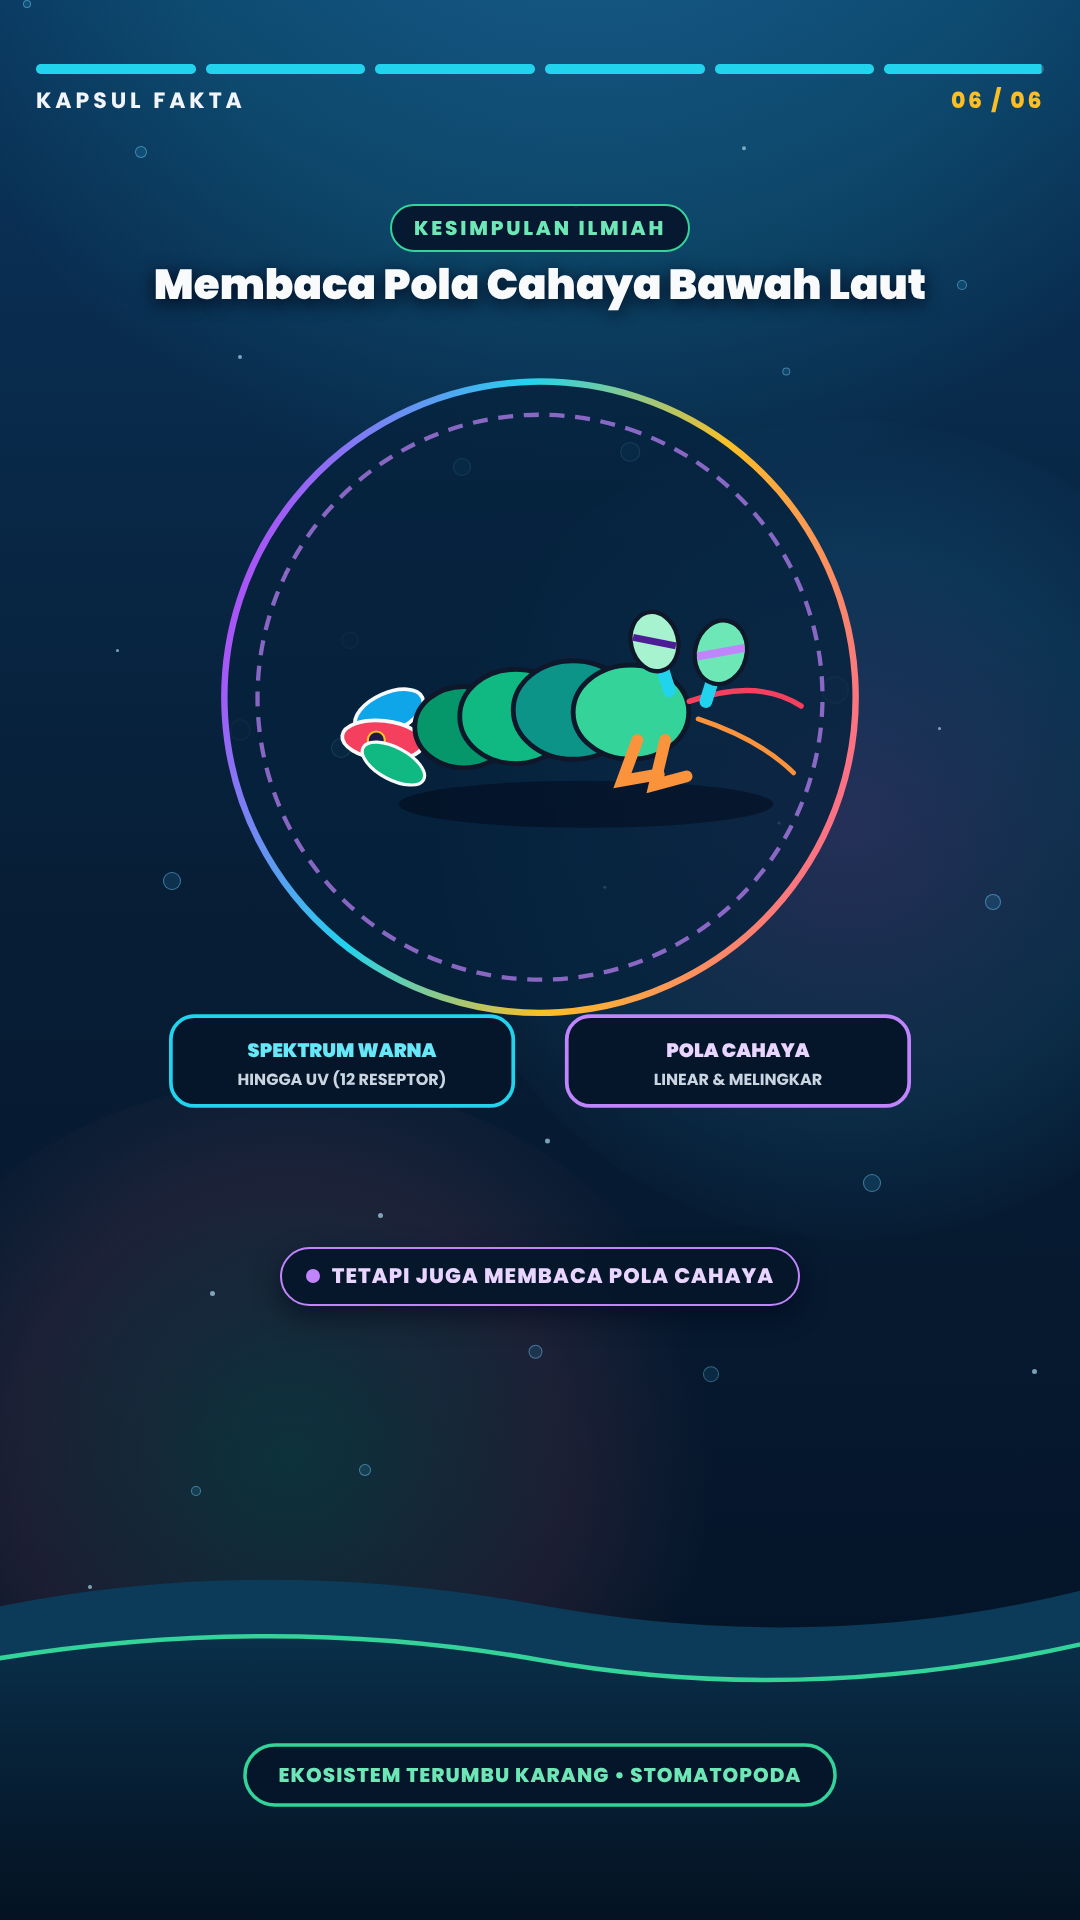 KAPSUL FAKTA
06 / 06
KESIMPULAN ILMIAH
Membaca Pola Cahaya Bawah Laut
SPEKTRUM WARNA
HINGGA UV (12 RESEPTOR)
POLA CAHAYA
LINEAR & MELINGKAR
TETAPI JUGA MEMBACA POLA CAHAYA
EKOSISTEM TERUMBU KARANG • STOMATOPODA